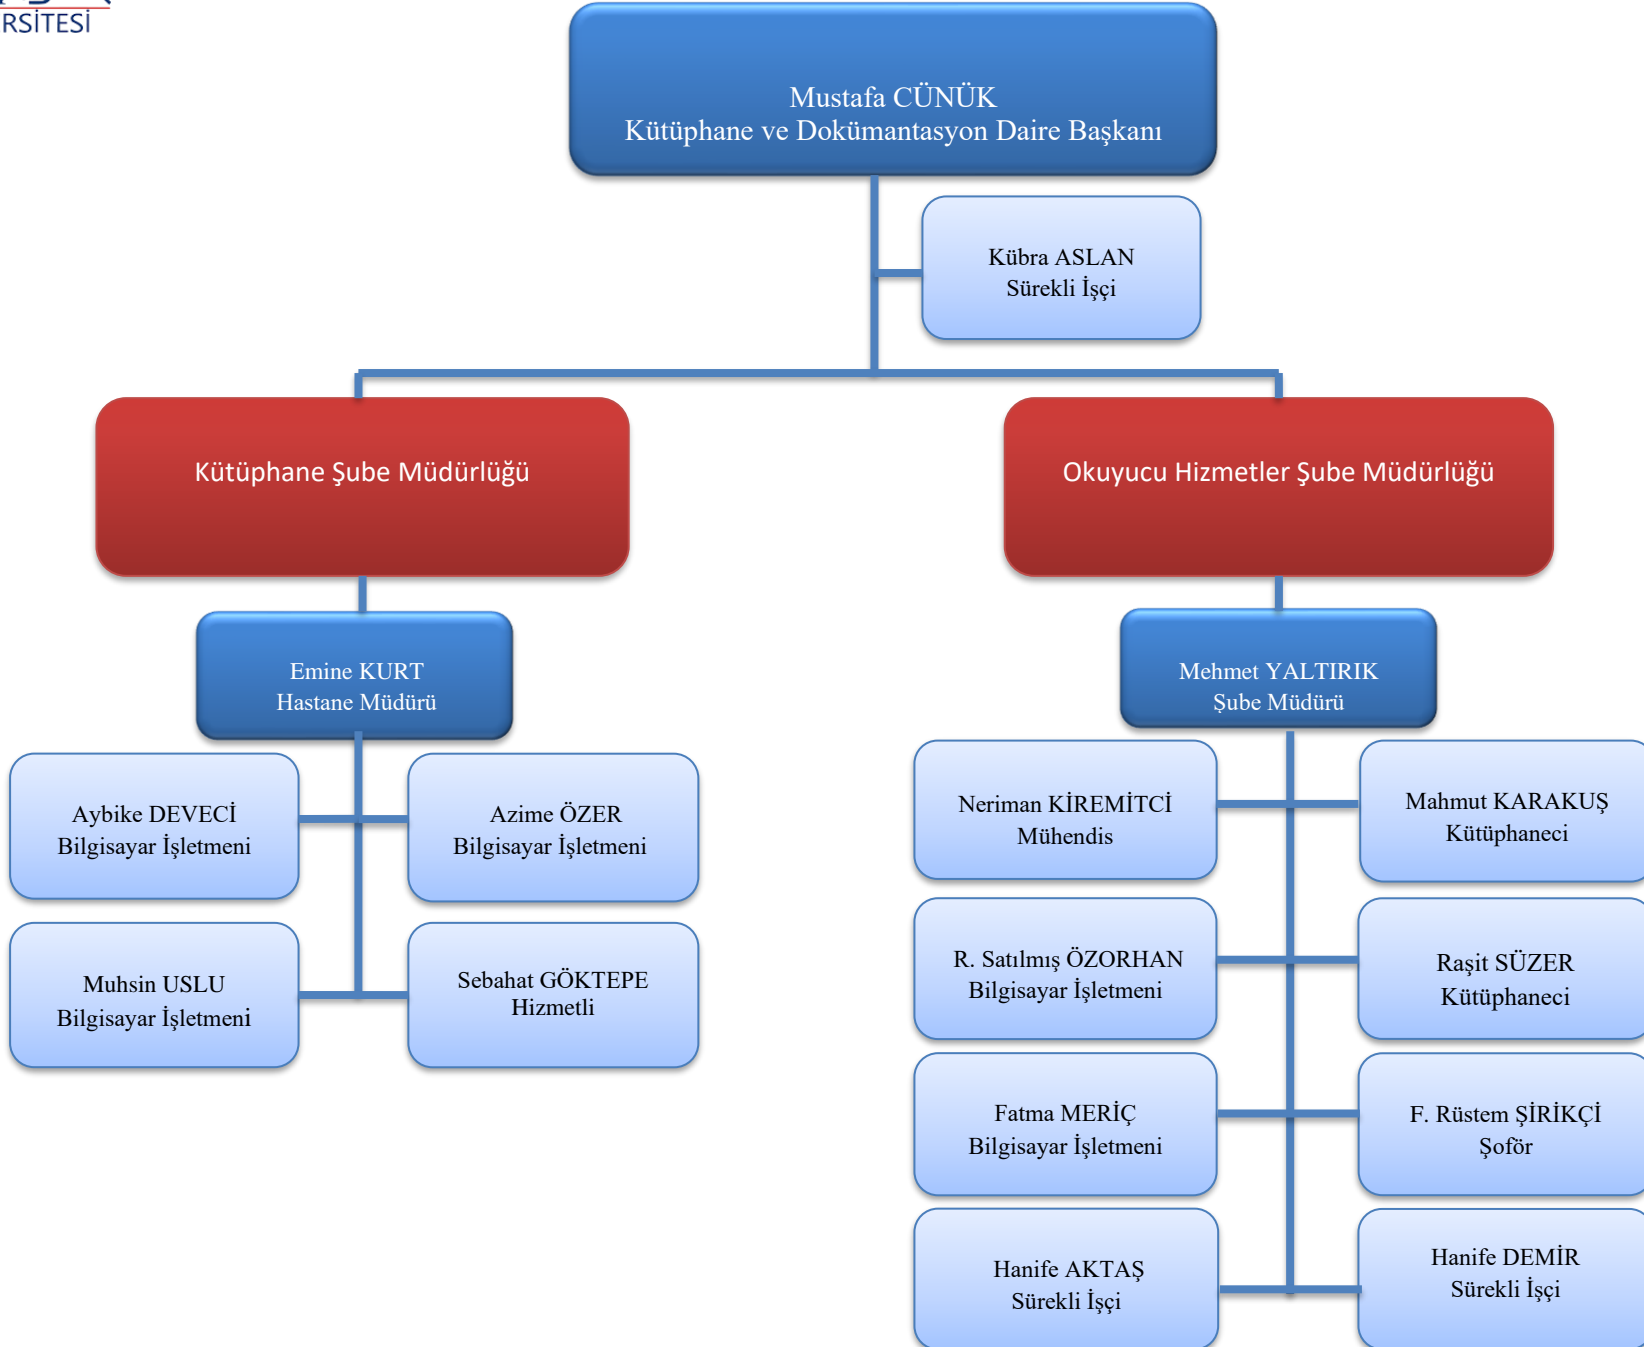 RSİTESİ
Mustafa CÜNÜK
Kütüphane ve Dokümantasyon Daire Başkanı
Kübra ASLAN
Sürekli İşçi
Kütüphane Şube Müdürlüğü
Okuyucu Hizmetler Şube Müdürlüğü
Emine KURT
Hastane Müdürü
Mehmet YALTIRIK
Şube Müdürü
Aybike DEVECİ
Bilgisayar İşletmeni
Azime ÖZER
Bilgisayar İşletmeni
Muhsin USLU
Bilgisayar İşletmeni
Sebahat GÖKTEPE
Hizmetli
Neriman KİREMİTCİ
Mühendis
Mahmut KARAKUŞ
Kütüphaneci
R. Satılmış ÖZORHAN
Bilgisayar İşletmeni
Raşit SÜZER
Kütüphaneci
Fatma MERİÇ
Bilgisayar İşletmeni
F. Rüstem ŞİRİKÇİ
Şoför
Hanife AKTAŞ
Sürekli İşçi
Hanife DEMİR
Sürekli İşçi